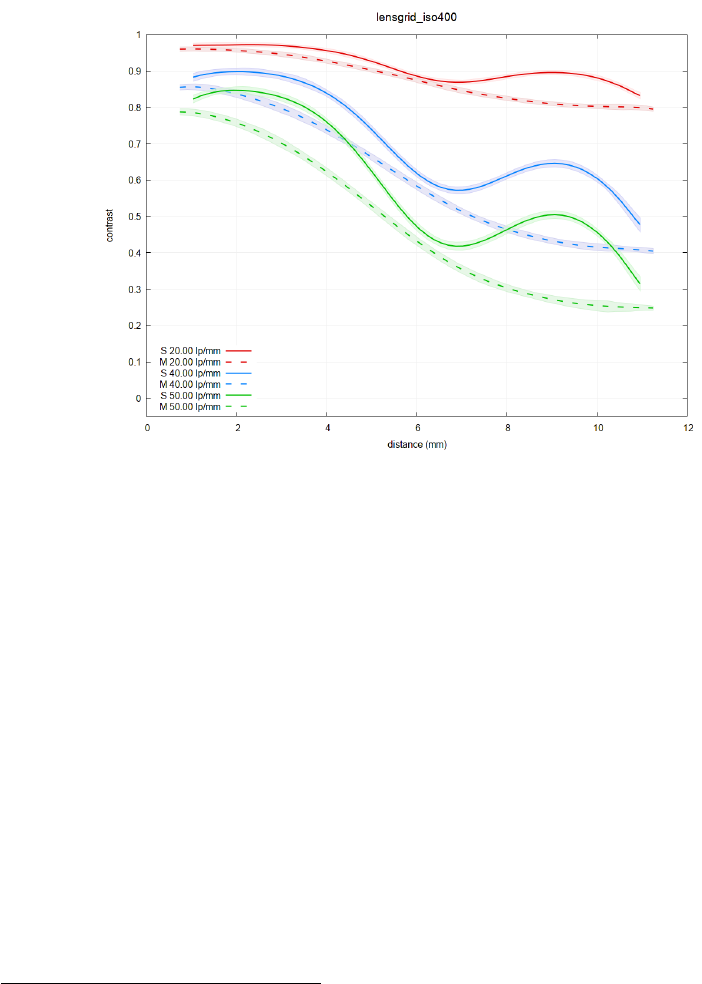 lensgrid_iso400
1
0.9
0.8
0.7
0.6
0.5
0.4
0.3
0.2
0.1
0
contrast
S 20.00 lp/mm
M 20.00 lp/mm
S 40.00 lp/mm
M 40.00 lp/mm
S 50.00 lp/mm
M 50.00 lp/mm
0 2 4 6 8 10 12
distance (mm)